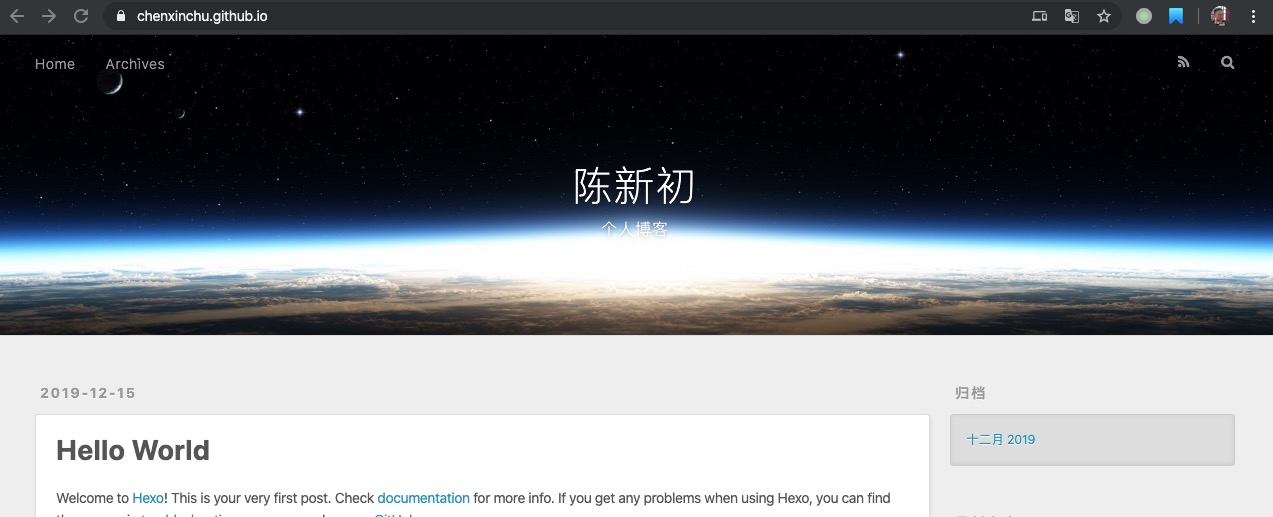 chenxinchu.github.io
Home Archives
陈新初
个人博客
2019-12-15
归档
Hello World
十二月 2019
Welcome to Hexo! This is your very first post. Check documentation for more info. If you get any problems when using Hexo, you can find